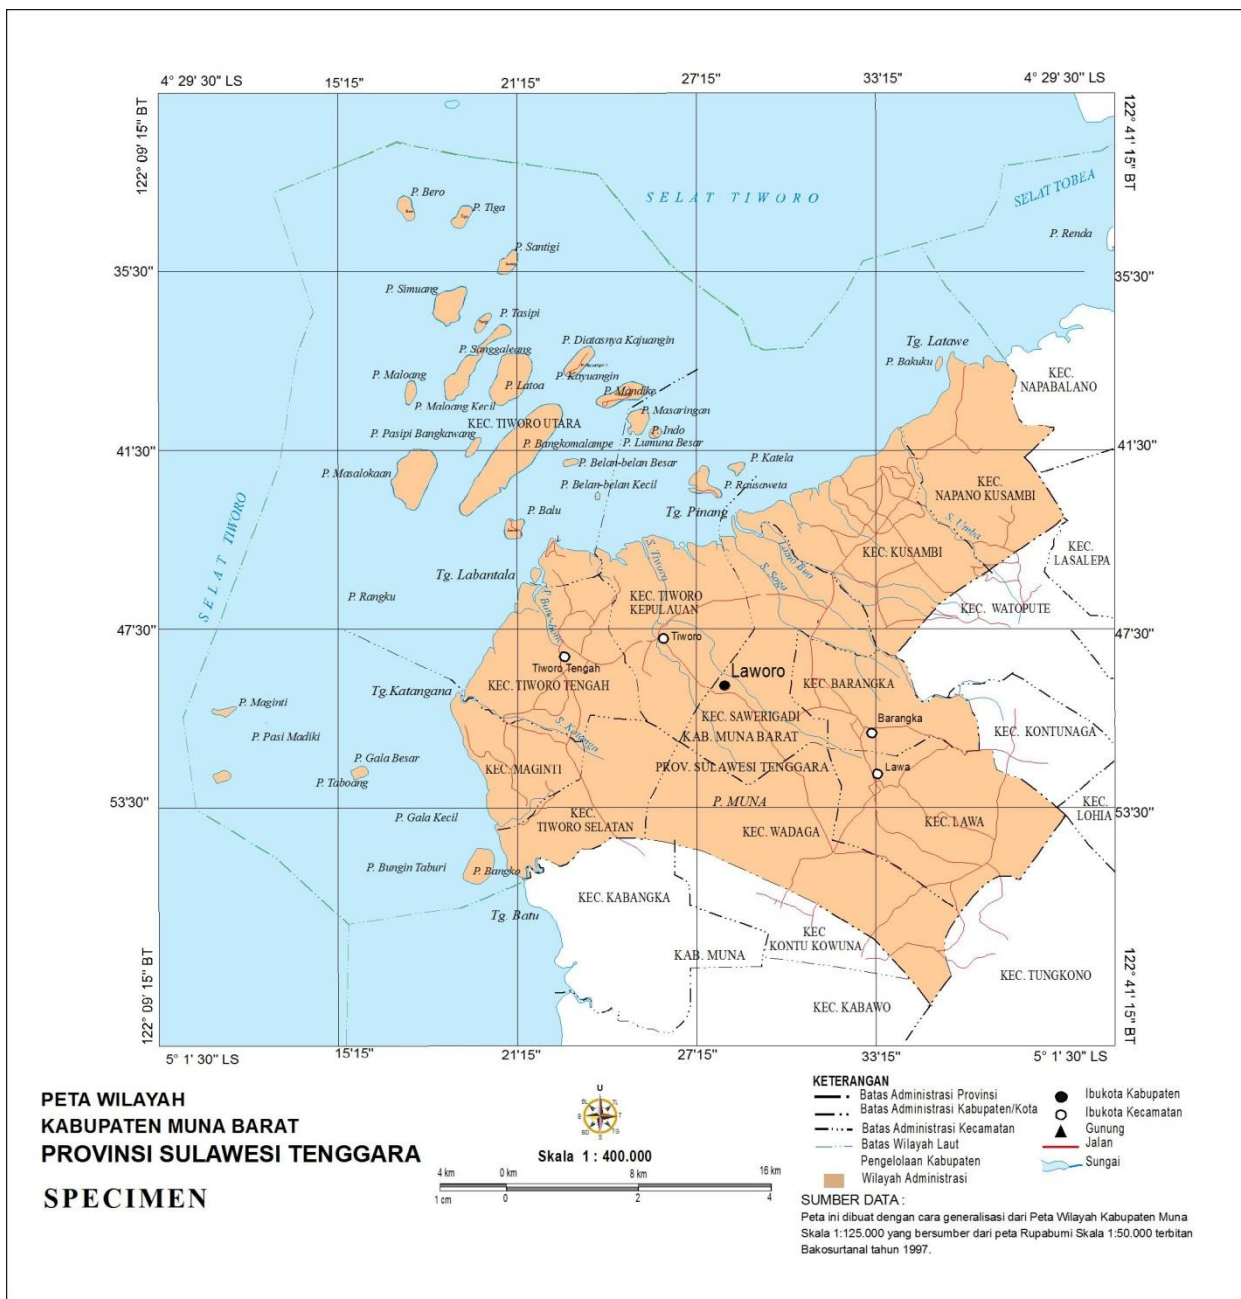 4° 29' 30" LS
15'15"
21'15"
27'15"
33'15"
4° 29' 30" LS
122° 09' 15" BT
122° 41' 15" BT
P. Bero
P. Tiga
SELAT TIWORO
SELAT TOBEA
P. Renda
P. Santigi
35'30"
35'30"
P. Simuang
P. Tasipi
Tg. Latawe
P. Diatasnya Kajuangin
P. Sanggaleang
P. Bakuku
P. Maloang
P. Kayuangin
KEC.
NAPABALANO
P. Latoa
P. Mandike
P. Maloang Kecil
P. Masaringan
KEC. TIWORO UTARA
P. Indo
P. Pasipi Bangkawang
P. Bangkomalampe
P. Lumuna Besar
41'30"
41'30"
P. Masalokaan
P. Belan-belan Besar
P. Katela
P. Belan-belan Kecil
P. Rausaweta
KEC.
NAPANO KUSAMBI
P. Balu
Tg. Pinang
S. Umba
SELAT TIWORO
S. Tiwuru
KEC. KUSAMBI
KEC.
LASALEPA
Tg. Labantala
S. Saga
P. Rangku
KEC. TIWORO
KEPULAUAN
KEC. WATOPUTE
47'30"
47'30"
Tiworo
Tiworo Tengah
Laworo
KEC. TIWORO TENGAH
KEC. BARANGKA
Tg.Katangana
P. Maginti
KEC. SAWERIGADI
Barangka
P. Pasi Madiki
KAB. MUNA BARAT
KEC. KONTUNAGA
P. Gala Besar
KEC. MAGINTI
PROV. SULAWESI TENGGARA
Lawa
P. Taboang
53'30"
P. MUNA
53'30"
P. Gala Kecil
KEC.
TIWORO SELATAN
KEC. WADAGA
KEC. LAWA
KEC.
LOHIA
P. Bungin Taburi
P. Bangko
KEC. KABANGKA
Tg. Batu
KEC
KONTU KOWUNA
KAB. MUNA
KEC. TUNGKONO
KEC. KABAWO
122° 09' 15" BT
122° 41' 15" BT
5° 1' 30" LS
15'15"
21'15"
27'15"
33'15"
5° 1' 30" LS
PETA WILAYAH
KABUPATEN MUNA BARAT
PROVINSI SULAWESI TENGGARA
SPECIMEN
U
BL
TL
B
T
BD
TG
S
Skala 1 : 400.000
4 km 0 km 8 km 16 km
1 cm 0 2 4
KETERANGAN
Batas Administrasi Provinsi
Batas Administrasi Kabupaten/Kota
Batas Administrasi Kecamatan
Batas Wilayah Laut
Pengelolaan Kabupaten
Wilayah Administrasi
Ibukota Kabupaten
Ibukota Kecamatan
Gunung
Jalan
Sungai
SUMBER DATA :
Peta ini dibuat dengan cara generalisasi dari Peta Wilayah Kabupaten Muna
Skala 1:125.000 yang bersumber dari peta Rupabumi Skala 1:50.000 terbitan
Bakosurtanal tahun 1997.